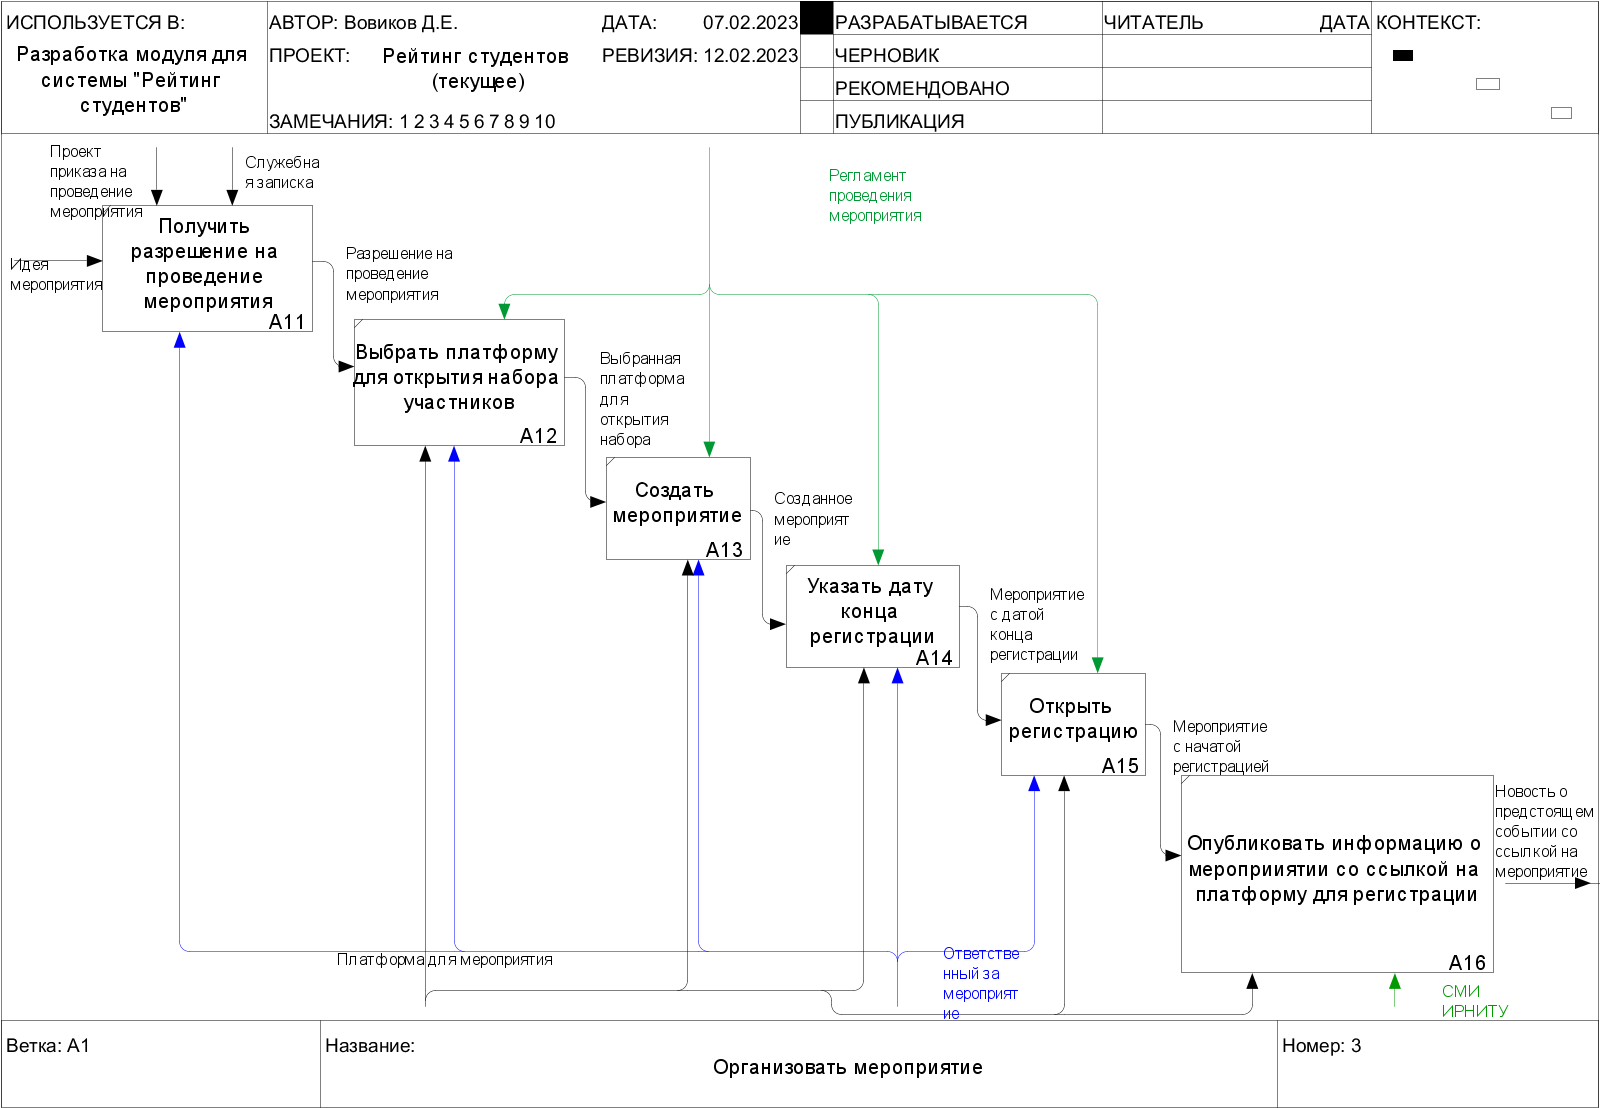 ИСПОЛЬЗУЕТСЯ В:
Разработка модуля для
системы "Рейтинг
студентов"
АВТОР: Вовиков Д.Е.
ДАТА: 07.02.2023
ПРОЕКТ: Рейтинг студентов
(текущее)
РЕВИЗИЯ: 12.02.2023
ЗАМЕЧАНИЯ: 1 2 3 4 5 6 7 8 9 10
РАЗРАБАТЫВАЕТСЯ
ЧЕРНОВИК
РЕКОМЕНДОВАНО
ПУБЛИКАЦИЯ
ЧИТАТЕЛЬ ДАТА
КОНТЕКСТ:
Проект
приказа на
проведение
мероприятия
Служебна
я записка
Идея
мероприятия
Получить
разрешение на
проведение
мероприятия
A11
Разрешение на
проведение
мероприятия
Регламент
проведения
мероприятия
Выбрать платформу
для открытия набора
участников
A12
Выбранная
платформа
для
открытия
набора
Создать
мероприятие
A13
Созданное
мероприят
ие
Указать дату
конца
регистрации
A14
Мероприятие
с датой
конца
регистрации
Открыть
регистрацию
A15
Мероприятие
с начатой
регистрацией
Опубликовать информацию о
мероприиятии со ссылкой на
платформу для регистрации
A16
Новость о
предстоящем
событии со
ссылкой на
мероприятие
Платформа для мероприятия
Ответстве
нный за
мероприят
ие
СМИ
ИРНИТУ
Ветка: A1
Название:
Организовать мероприятие
Номер: 3